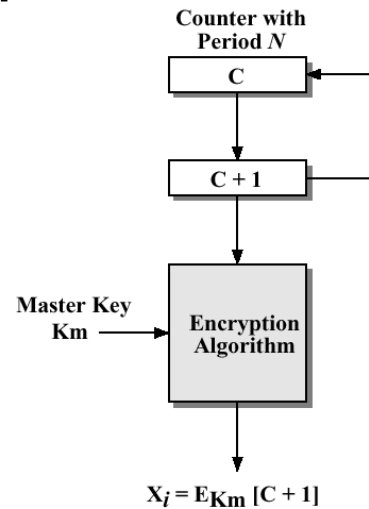 Counter with
Period N
C
C + 1
Master Key
Km
Encryption
Algorithm
Xi = EKm [C + 1]